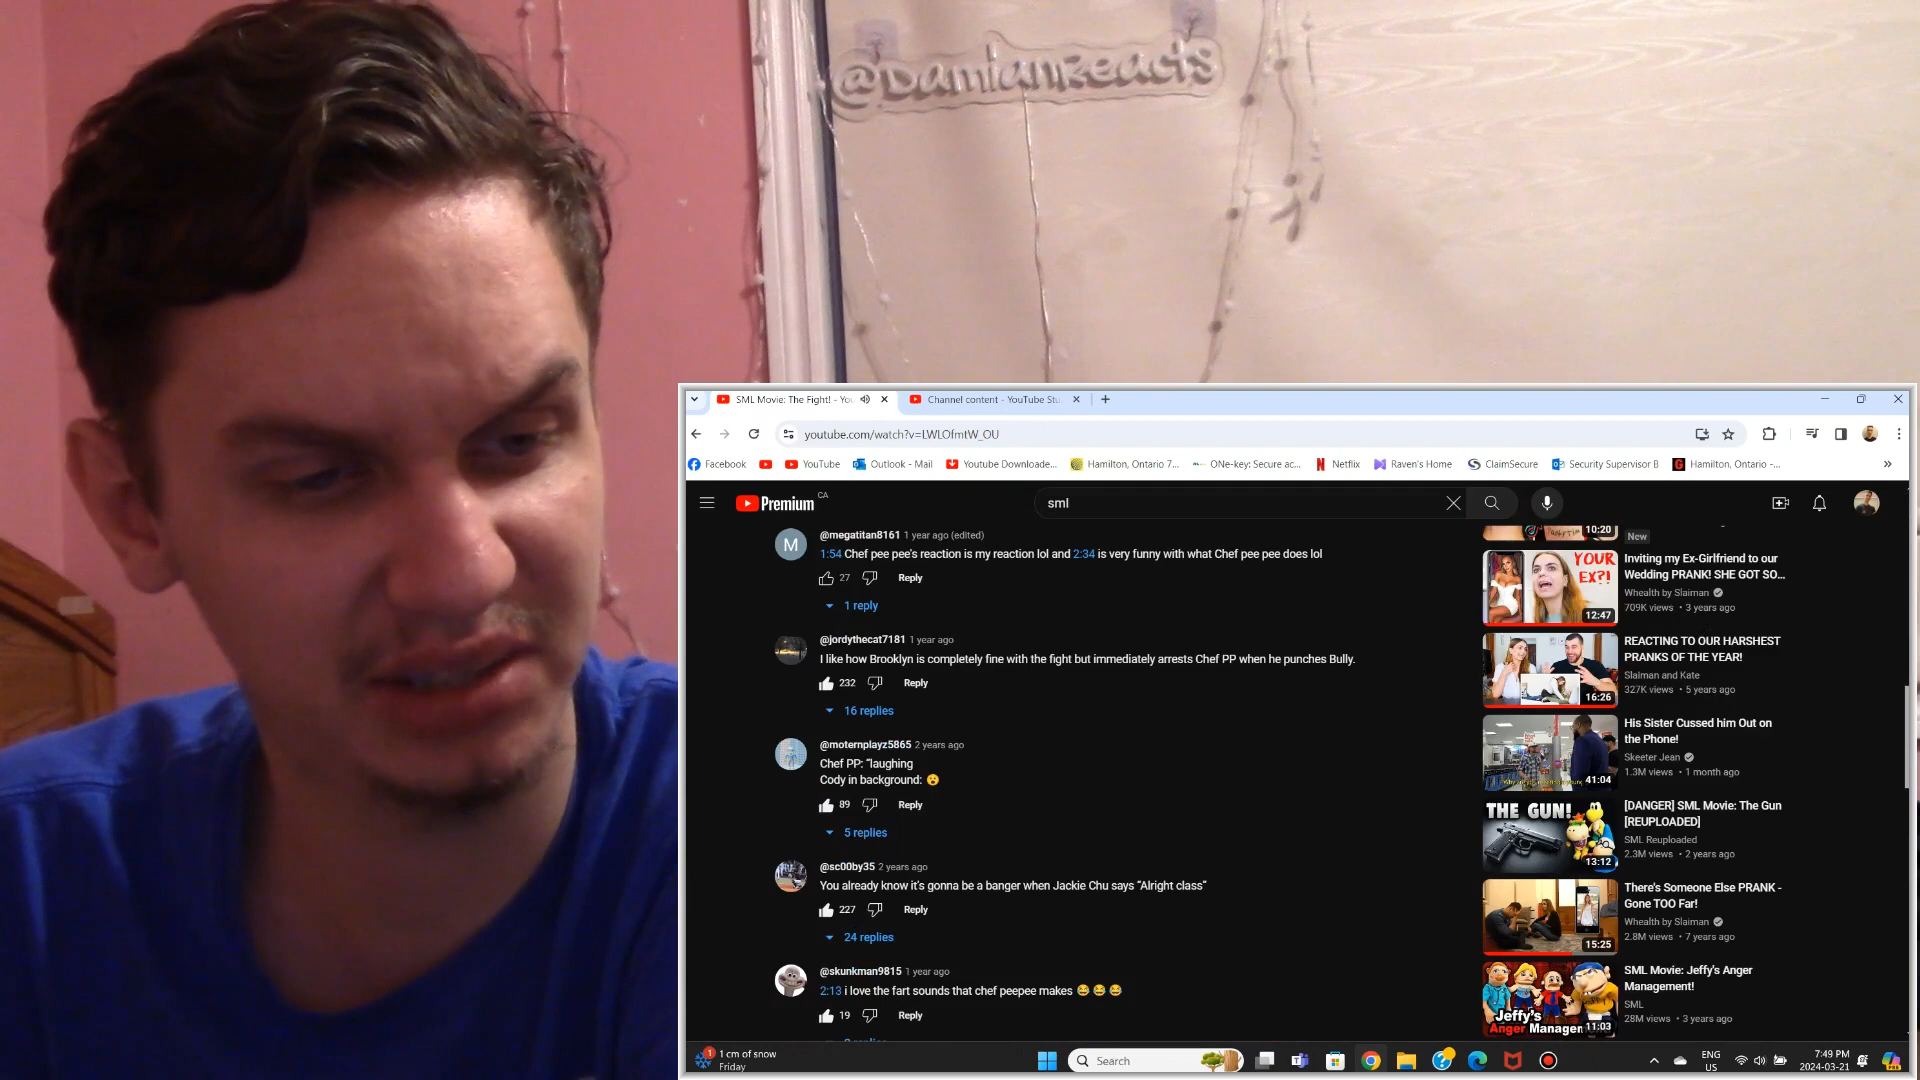 @DamianReacts
SML Movie: The Fight! - You
Channel content - YouTube Stu
youtube.com/watch?v=LWLOfmtW_OU
Facebook
YouTube
Outlook - Mail
Youtube Downloade...
Hamilton, Ontario 7...
ONe-key: Secure ac...
Netflix
Raven's Home
ClaimSecure
Security Supervisor B
Hamilton, Ontario -...
Premium CA
sml
@megatitan8161 1 year ago (edited)
1:54 Chef pee pee's reaction is my reaction lol and 2:34 is very funny with what Chef pee pee does lol
27 Reply
1 reply
@jordythecat7181 1 year ago
I like how Brooklyn is completely fine with the fight but immediately arrests Chef PP when he punches Bully.
232 Reply
16 replies
@moternplayz5865 2 years ago
Chef PP: "laughing
Cody in background: 😮
89 Reply
5 replies
@sc00by35 2 years ago
You already know it's gonna be a banger when Jackie Chu says "Alright class"
227 Reply
24 replies
@skunkman9815 1 year ago
2:13 i love the fart sounds that chef peepee makes 😂 😂 😂
19 Reply
10:20
New
YOUR
EX?!
12:47
Inviting my Ex-Girlfriend to our
Wedding PRANK! SHE GOT SO...
Whealth by Slaiman
709K views • 3 years ago
16:26
REACTING TO OUR HARSHEST
PRANKS OF THE YEAR!
Slaiman and Kate
327K views • 5 years ago
41:04
His Sister Cussed him Out on
the Phone!
Skeeter Jean
1.3M views • 1 month ago
THE GUN!
13:12
[DANGER] SML Movie: The Gun
[REUPLOADED]
SML Reuploaded
2.3M views • 2 years ago
15:25
There's Someone Else PRANK -
Gone TOO Far!
Whealth by Slaiman
2.8M views • 7 years ago
Jeffy's
Anger Managem
11:03
SML Movie: Jeffy's Anger
Management!
SML
28M views • 3 years ago
1
1 cm of snow
Friday
Search
ENG
US
7:49 PM
2024-03-21